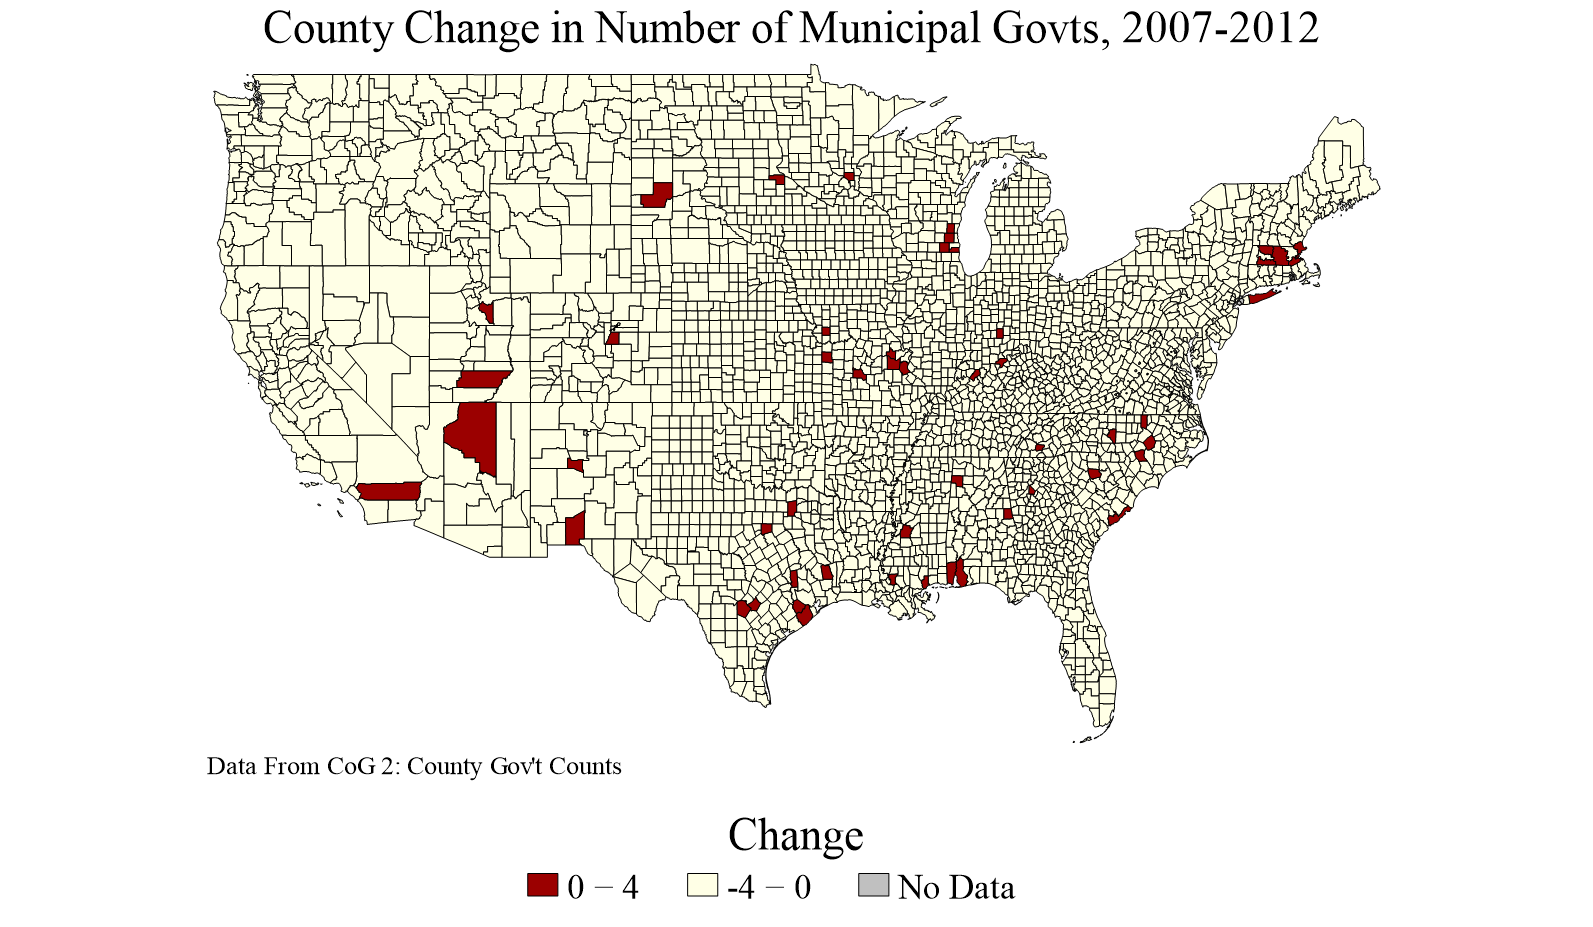 County Change in Number of Municipal Govts, 2007-2012
Data From CoG 2: County Gov't Counts
Change
0 − 4
-4 − 0
No Data